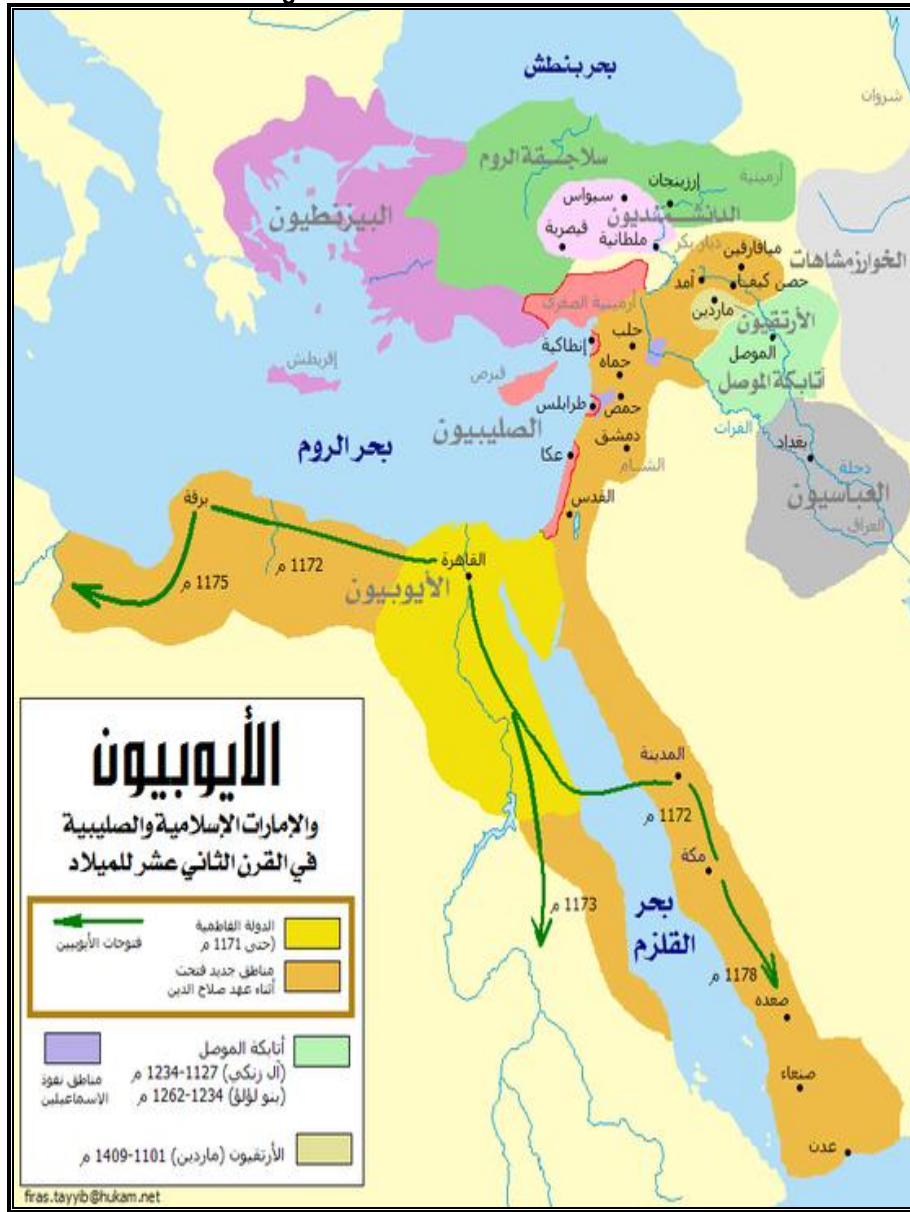 بحر بنطش
شروان
سلاجقة الروم
أرمينية
إرزينجان
سيواس
الدانشمنديون
البيزنطيون
قيصرية
ملطانية
ديار بكر
ميافارقين
الخوارزمشاهات
آمد
حصن كيفيا
أرمينية الصغرى
ماردين
الأرتقيون
حلب
إنطاكية
الموصل
إقريطش
حماه
قبرص
أتابكة الموصل
طرابلس
حمص
الصليبيون
الفرات
دمشق
بغداد
بحر الروم
عكا
الشام
دجلة
العباسيون
برقة
القدس
العراق
القاهرة
1172 م
1175 م
الأيوبيون
المدينة
1172 م
مكة
1173 م
بحر
القلزم
1178 م
صعده
صنعاء
عدن
الأيوبيون
والإمارات الإسلامية والصليبية
في القرن الثاني عشر للميلاد
الدولة الفاطمية
(حتى 1171 م
فتوحات الأيوبيين
مناطق جديد فتحت
أثناء عهد صلاح الدين
أتابكة الموصل
(آل زنكي) 1127-1234 م
(بنو لؤلؤ) 1234-1262 م
مناطق نفوذ
الاسماعيلين
الأرتقيون (ماردين) 1101-1409 م
firas.tayyib@hukam.net